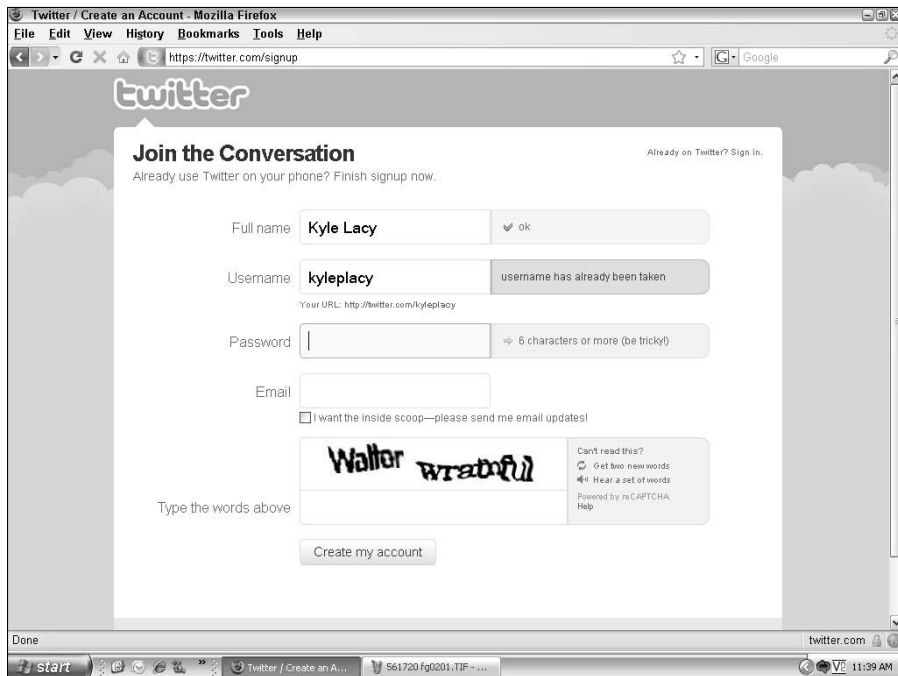 Twitter / Create an Account - Mozilla Firefox
File Edit View History Bookmarks Tools Help
https://twitter.com/signup
G Google
twitter
Join the Conversation
Already on Twitter? Sign in.
Already use Twitter on your phone? Finish signup now.
Full name Kyle Lacy ok
Username kyleplacy username has already been taken
Your URL: http://twitter.com/kyleplacy
Password 6 characters or more (be tricky!)
Email
I want the inside scoop—please send me email updates!
Walter wrathful
Can't read this?
Get two new words
Hear a set of words
Powered by reCAPTCHA.
Help
Type the words above
Create my account
Done twitter.com
start Twitter / Create an A... 561720 fg0201.TIF - ... 11:39 AM